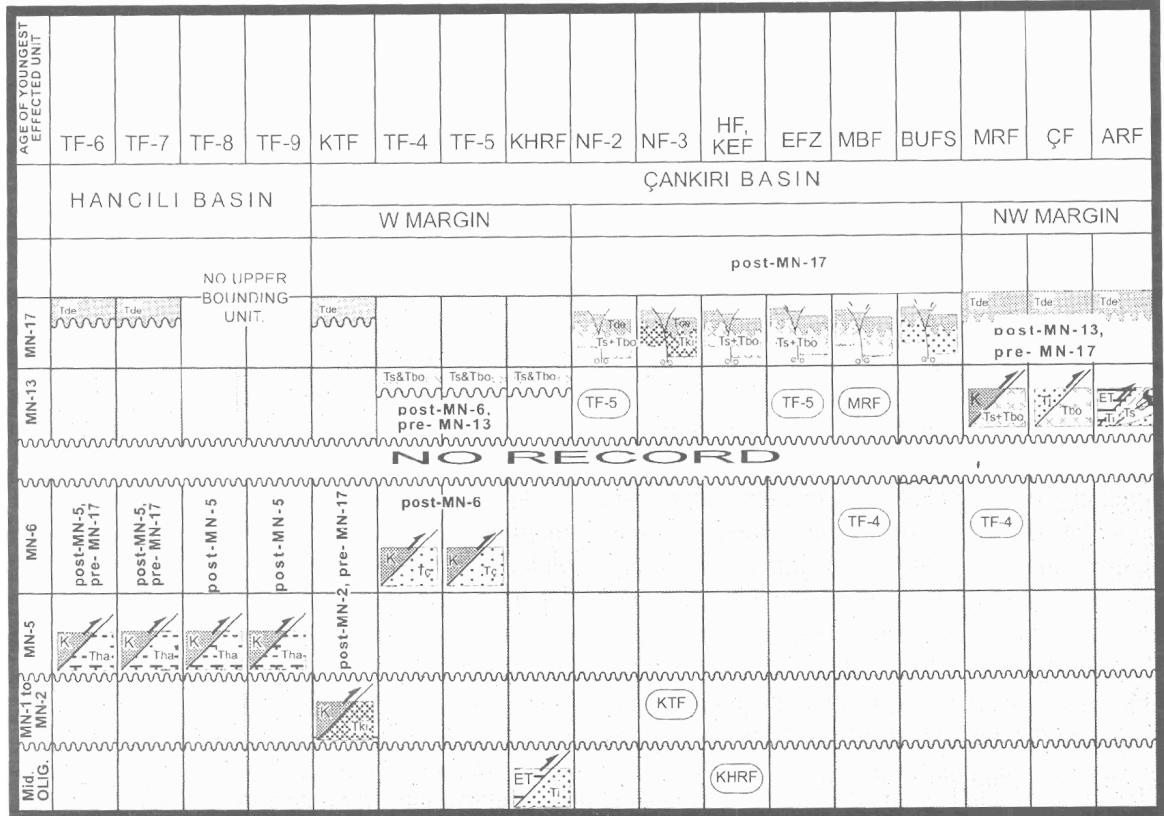 AGE OF YOUNGEST
EFFECTED UNIT
TF-6 TF-7 TF-8 TF-9 KTF TF-4 TF-5 KHRF NF-2 NF-3 HF, KEF EFZ MBF BUFS MRF ÇF ARF
HANCILI BASIN
ÇANKIRI BASIN
W MARGIN
NW MARGIN
post-MN-17
NO UPPER
BOUNDING
UNIT.
MN-17
Tde Tde Tde
Tde Tde
Ts+Tbo Tki Ts+Tbo Ts+Tbo
Tde Tde Tde
post-MN-13,
pre- MN-17
MN-13
Ts&Tbo Ts&Tbo Ts&Tbo
post-MN-6,
pre- MN-13
TF-5 TF-5 MRF
K Ts+Tbo
Ti Tbo
ET Ti Ts
NO RECORD
MN-6
post-MN-5,
pre- MN-17
post-MN-5,
pre- MN-17
post-MN-5
post-MN-5
post-MN-2, pre- MN-17
post-MN-6
K Tç K Tç
TF-4 TF-4
MN-5
K Tha K Tha K Tha K Tha
MN-1 to
MN-2
K Tki
KTF
Mid.
OLIG.
ET Ti
KHRF